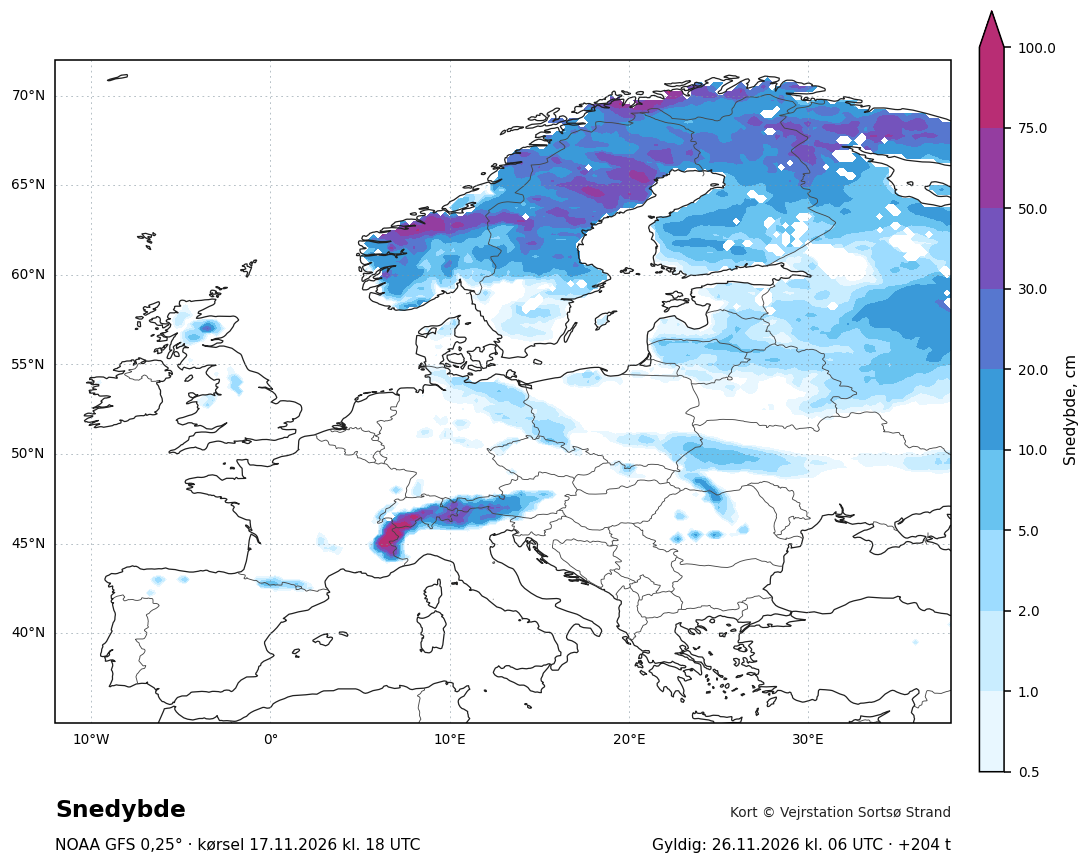 70°N
65°N
60°N
55°N
50°N
45°N
40°N
10°W 0° 10°E 20°E 30°E
100.0
75.0
50.0
30.0
20.0
10.0
5.0
2.0
1.0
0.5
Snedybde, cm
Snedybde
Kort © Vejrstation Sortsø Strand
NOAA GFS 0,25° · kørsel 17.11.2026 kl. 18 UTC
Gyldig: 26.11.2026 kl. 06 UTC · +204 t